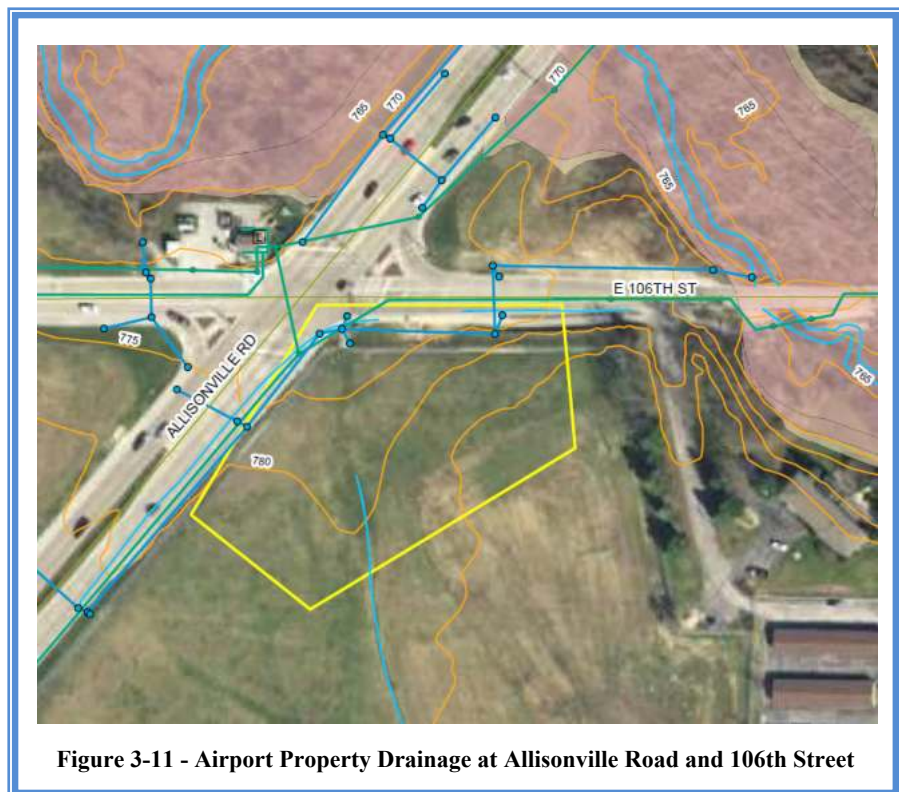 765
770
770
765
765
E 106TH ST
775
ALLISONVILLE RD
765
780
Figure 3-11 - Airport Property Drainage at Allisonville Road and 106th Street